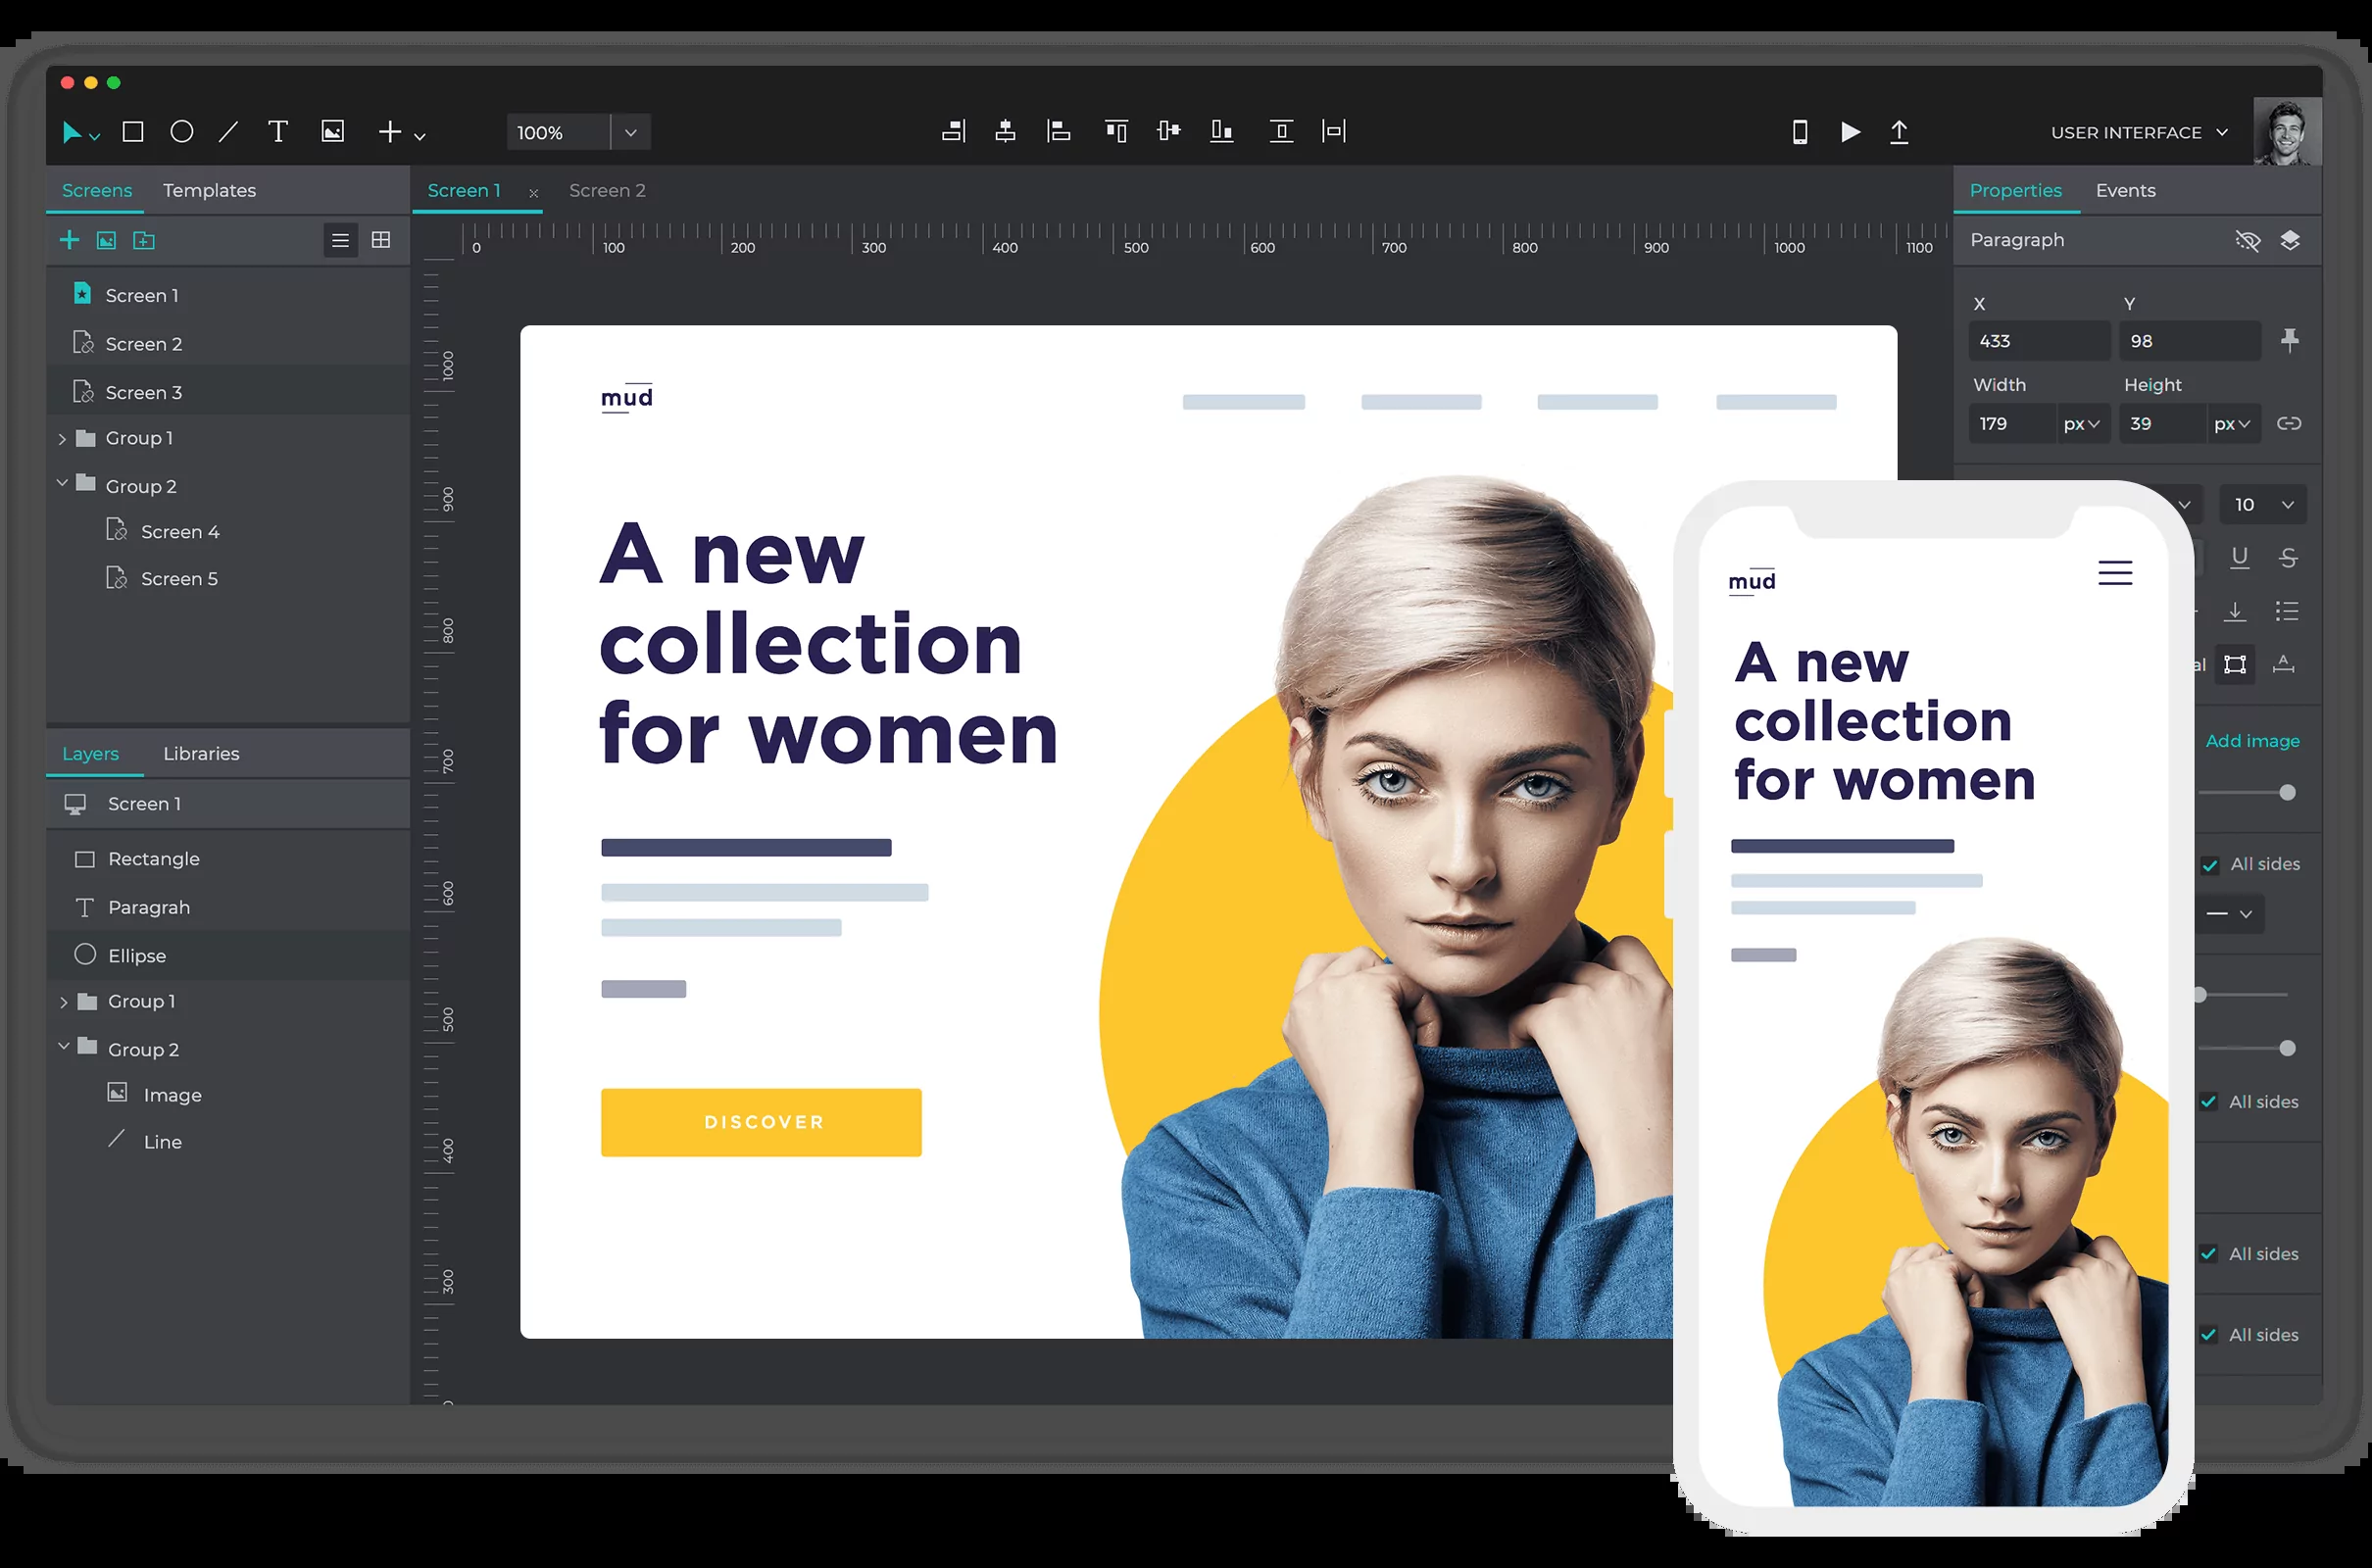 100%
USER INTERFACE
Screens Templates
Screen 1 x Screen 2
Properties Events
0 100 200 300 400 500 600 700 800 900 1000 1100
Paragraph
Screen 1
Screen 2
Screen 3
Group 1
Group 2
Screen 4
Screen 5
X Y
433 98
Width Height
179 px 39 px
10
U S
al
Add image
All sides
All sides
All sides
All sides
1000
900
800
700
600
500
400
300
Layers Libraries
Screen 1
Rectangle
Paragrah
Ellipse
Group 1
Group 2
Image
Line
mud
A new
collection
for women
DISCOVER
mud
A new
collection
for women